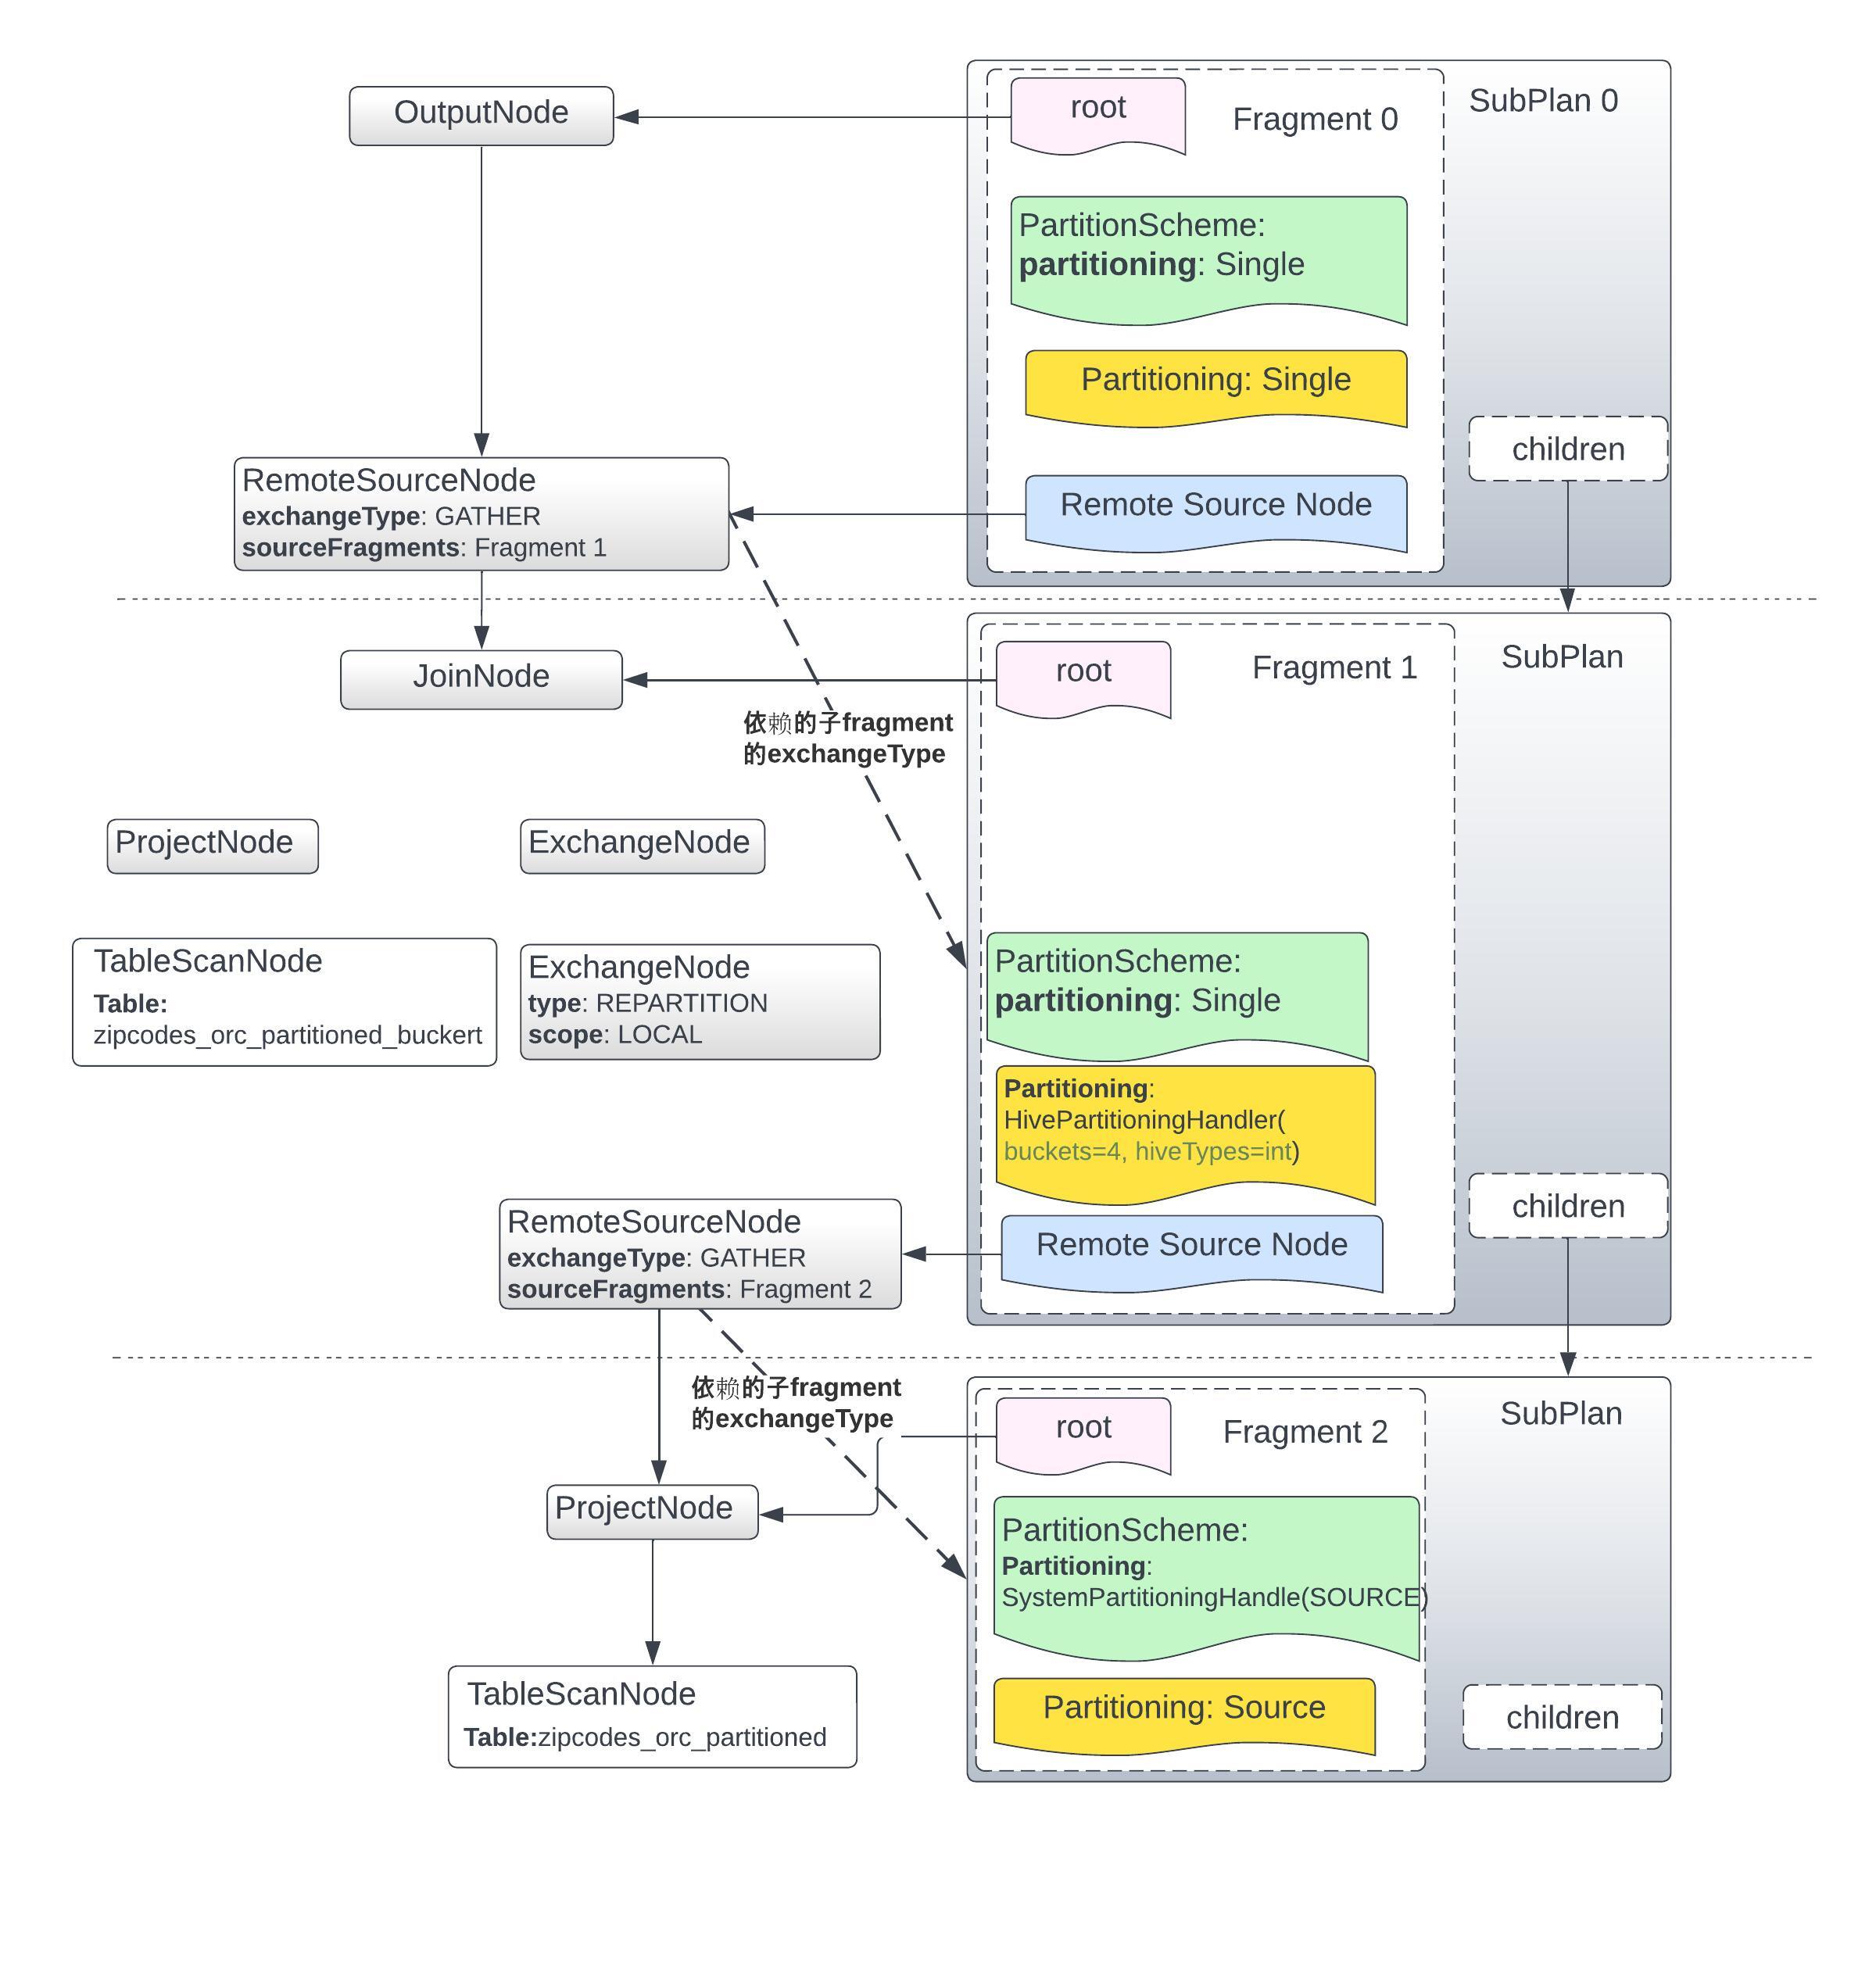 OutputNode
root
Fragment 0
SubPlan 0
PartitionScheme:
partitioning: Single
Partitioning: Single
children
RemoteSourceNode
exchangeType: GATHER
sourceFragments: Fragment 1
Remote Source Node
JoinNode
root
Fragment 1
SubPlan
依赖的子fragment
的exchangeType
ProjectNode
ExchangeNode
TableScanNode
Table:
zipcodes_orc_partitioned_buckert
ExchangeNode
type: REPARTITION
scope: LOCAL
PartitionScheme:
partitioning: Single
Partitioning:
HivePartitioningHandler(
buckets=4, hiveTypes=int)
children
RemoteSourceNode
exchangeType: GATHER
sourceFragments: Fragment 2
Remote Source Node
依赖的子fragment
的exchangeType
root
Fragment 2
SubPlan
ProjectNode
PartitionScheme:
Partitioning:
SystemPartitioningHandle(SOURCE)
TableScanNode
Table:zipcodes_orc_partitioned
Partitioning: Source
children